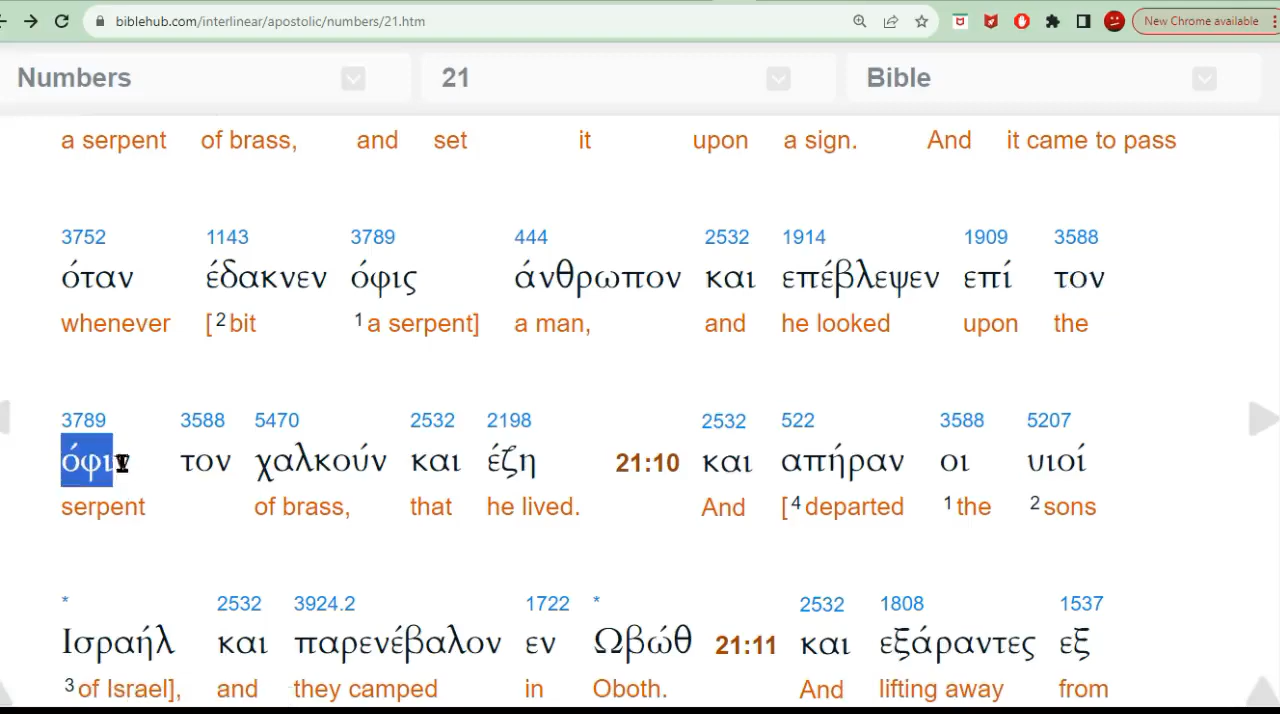 biblehub.com/interlinear/apostolic/numbers/21.htm New Chrome available
Numbers 21 Bible
a serpent of brass, and set it upon a sign. And it came to pass
3752 1143 3789 444 2532 1914 1909 3588
όταν έδακνεν όφις άνθρωπον και επέβλεψεν επί τον
whenever [2 bit 1 a serpent] a man, and he looked upon the
3789 3588 5470 2532 2198 2532 522 3588 5207
όφιν τον χαλκούν και έζη 21:10 και απήραν οι υιοί
serpent of brass, that he lived. And [4 departed 1 the 2 sons
* 2532 3924.2 1722 * 2532 1808 1537
Ισραήλ και παρενέβαλον εν Ωβώθ 21:11 και εξάραντες εξ
3 of Israel], and they camped in Oboth. And lifting away from